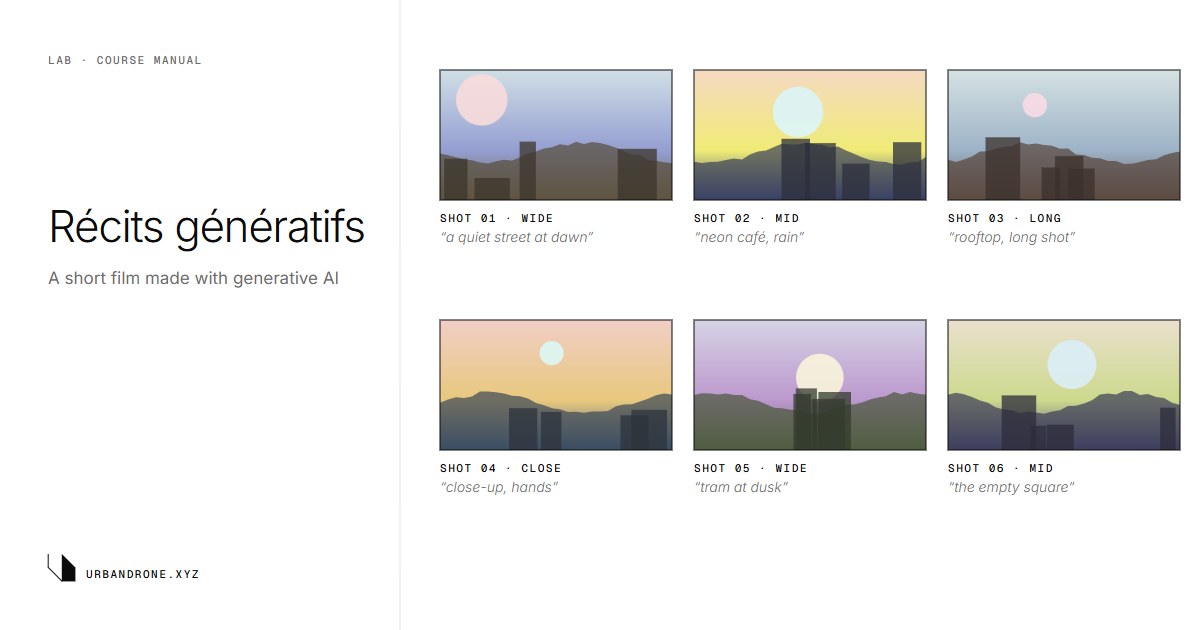 LAB · COURSE MANUAL
Récits génératifs
A short film made with generative AI
URBANDRONE.XYZ
SHOT 01 · WIDE
“a quiet street at dawn”
SHOT 02 · MID
“neon café, rain”
SHOT 03 · LONG
“rooftop, long shot”
SHOT 04 · CLOSE
“close-up, hands”
SHOT 05 · WIDE
“tram at dusk”
SHOT 06 · MID
“the empty square”